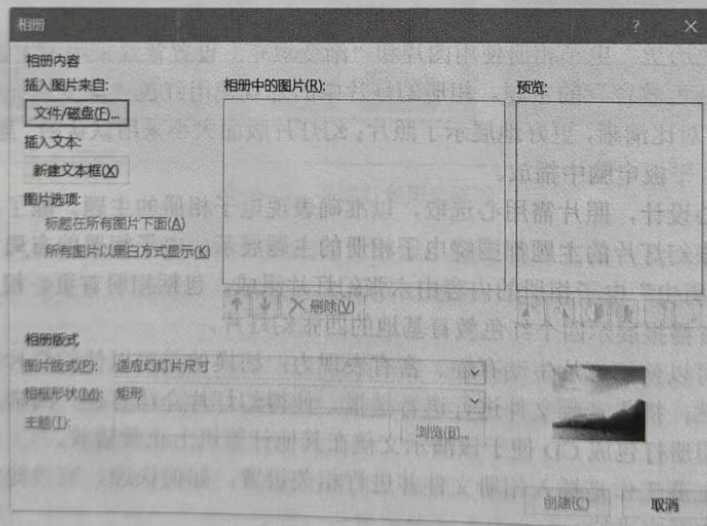 相册
相册内容
插入图片来自:
文件/磁盘(F)...
插入文本:
新建文本框(X)
图片选项:
标题在所有图片下面(A)
所有图片以黑白方式显示(K)
相册中的图片(R):
预览:
删除(V)
相册版式
图片版式(P): 适应幻灯片尺寸
相框形状(M): 矩形
主题(T):
浏览(B)...
创建(C)
取消